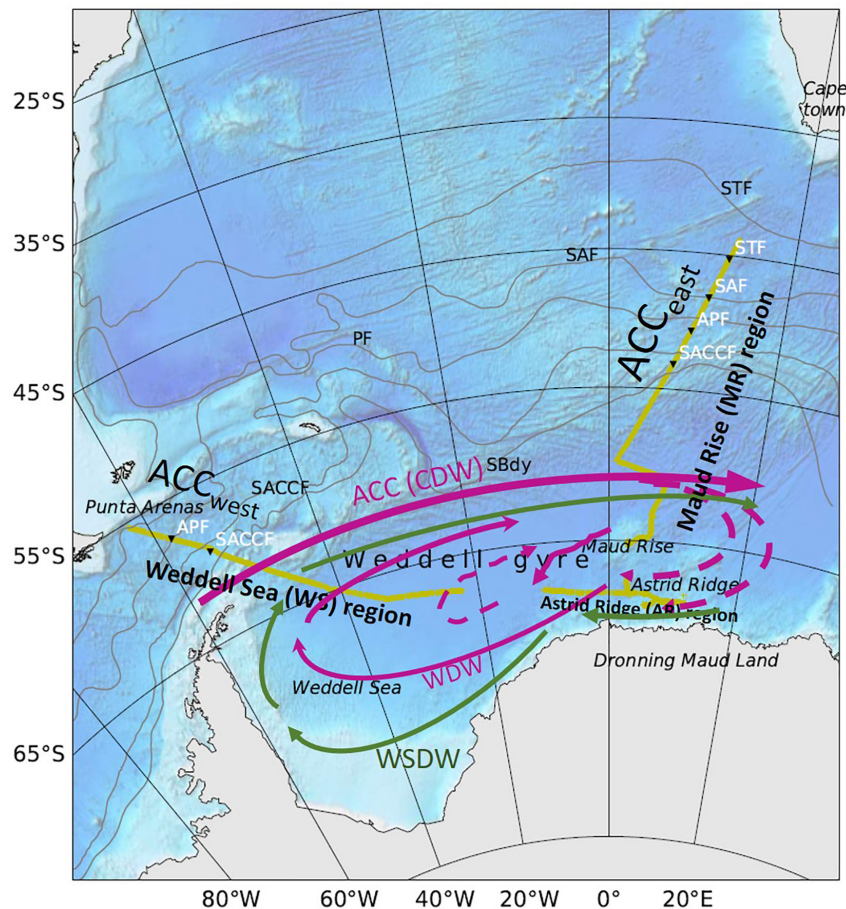 Cape
town
25°S
STF
35°S
STF
SAF
SAF
APF
SACCF
ACCeast
PF
Maud Rise (MR) region
45°S
SBdy
ACC (CDW)
ACCwest
SACCF
Punta Arenas
APF
SACCF
Weddell gyre
Maud Rise
55°S
Weddell Sea (WS) region
Astrid Ridge
Astrid Ridge (AR) region
Dronning Maud Land
WDW
Weddell Sea
WSDW
65°S
80°W 60°W 40°W 20°W 0° 20°E